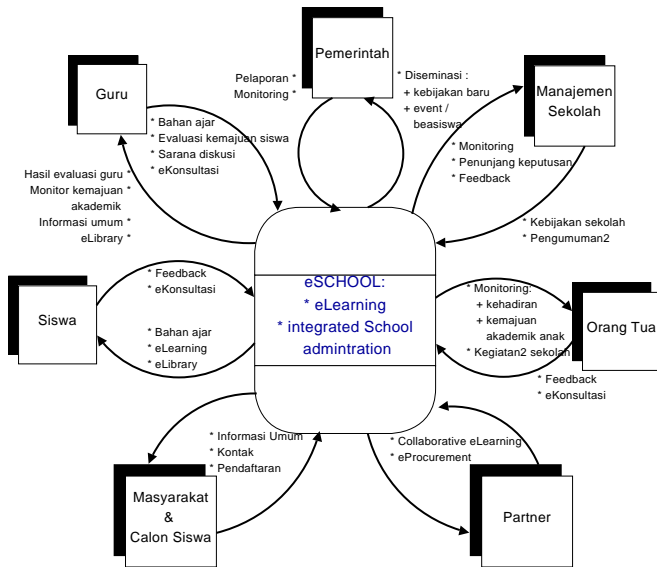 Pemerintah
Pelaporan *
Monitoring *
* Diseminasi :
+ kebijakan baru
+ event /
beasiswa
Guru
* Bahan ajar
* Evaluasi kemajuan siswa
* Sarana diskusi
* eKonsultasi
Manajemen
Sekolah
* Monitoring
* Penunjang keputusan
* Feedback
Hasil evaluasi guru *
Monitor kemajuan *
akademik
Informasi umum *
eLibrary *
* Kebijakan sekolah
* Pengumuman2
Siswa
* Feedback
* eKonsultasi
* Bahan ajar
* eLearning
* eLibrary
eSCHOOL:
* eLearning
* integrated School
admintration
* Monitoring:
+ kehadiran
+ kemajuan
akademik anak
* Kegiatan2 sekolah
Orang Tua
* Feedback
* eKonsultasi
* Informasi Umum
* Kontak
* Pendaftaran
Masyarakat
&
Calon Siswa
* Collaborative eLearning
* eProcurement
Partner